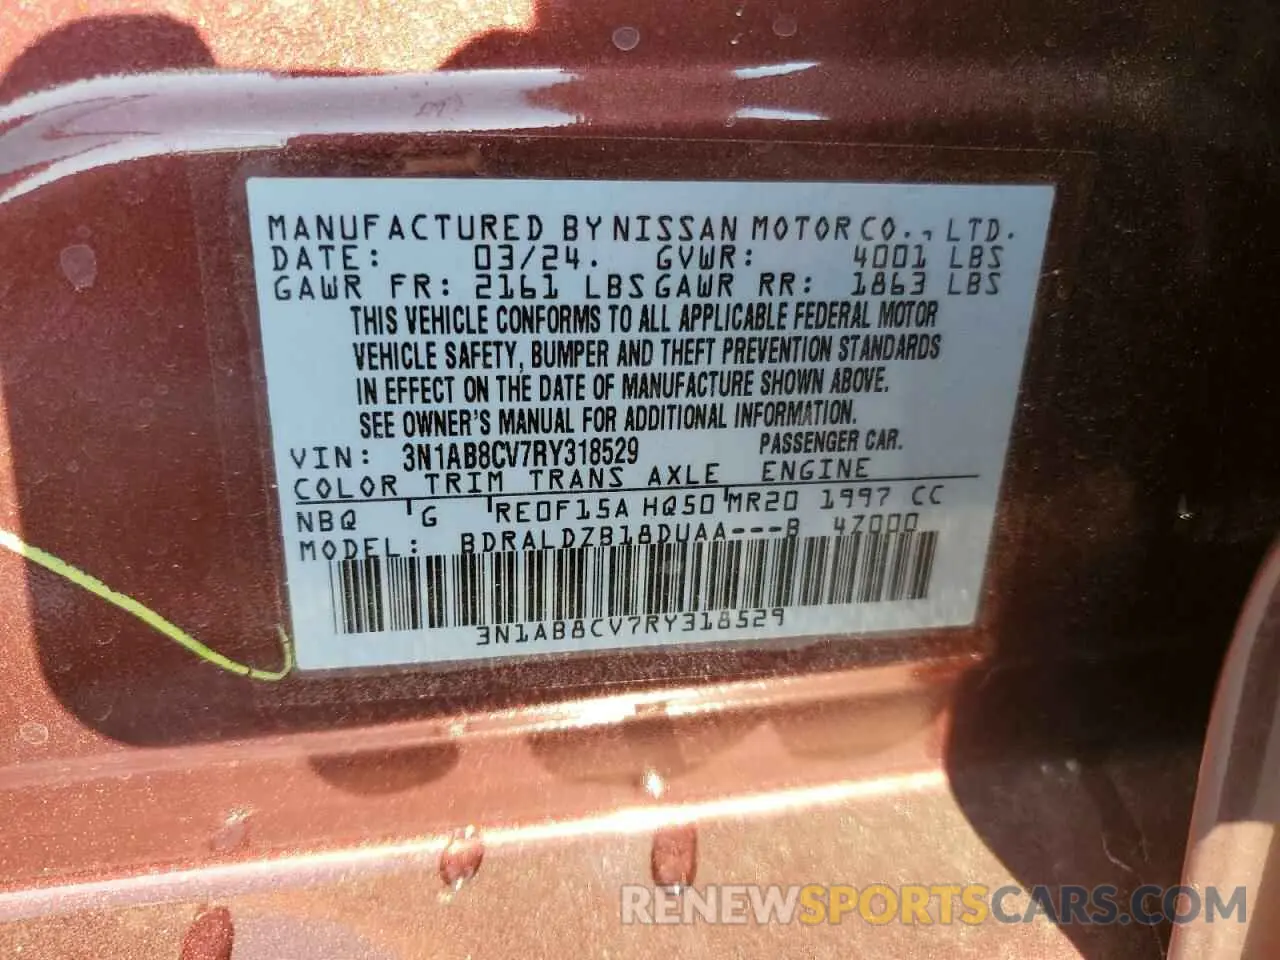 MANUFACTURED BY NISSAN MOTOR CO., LTD.
DATE: 03/24. GVWR: 4001 LBS
GAWR FR: 2161 LBS GAWR RR: 1863 LBS
THIS VEHICLE CONFORMS TO ALL APPLICABLE FEDERAL MOTOR
VEHICLE SAFETY, BUMPER AND THEFT PREVENTION STANDARDS
IN EFFECT ON THE DATE OF MANUFACTURE SHOWN ABOVE.
SEE OWNER'S MANUAL FOR ADDITIONAL INFORMATION.
VIN: 3N1AB8CV7RY318529 PASSENGER CAR.
COLOR TRIM TRANS AXLE ENGINE
NBQ G RE0F15A HQ50 MR20 1997 CC
MODEL: BDRALDZB18DUAA---B 4Z000
3N1AB8CV7RY318529
RENEWSPORTSCARS.COM